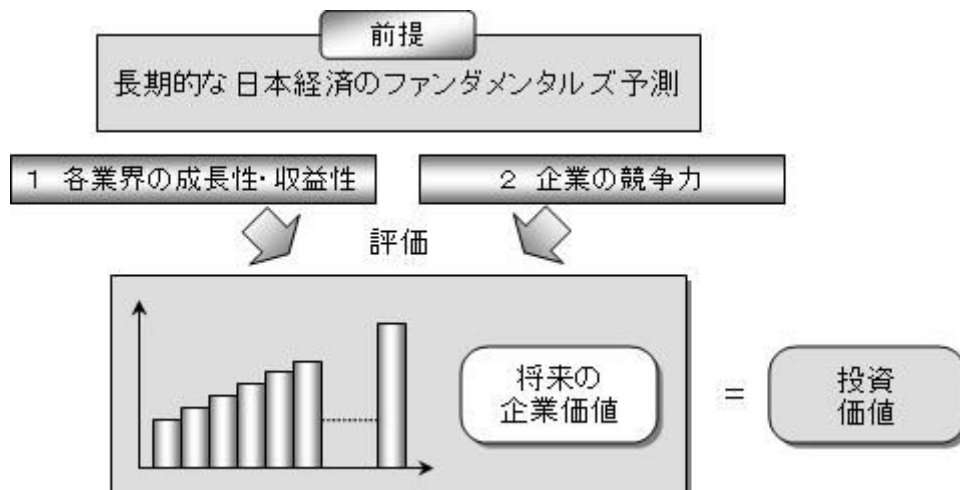 前提
長期的な日本経済のファンダメンタルズ予測
1 各業界の成長性・収益性
2 企業の競争力
評価
将来の
企業価値
=
投資
価値